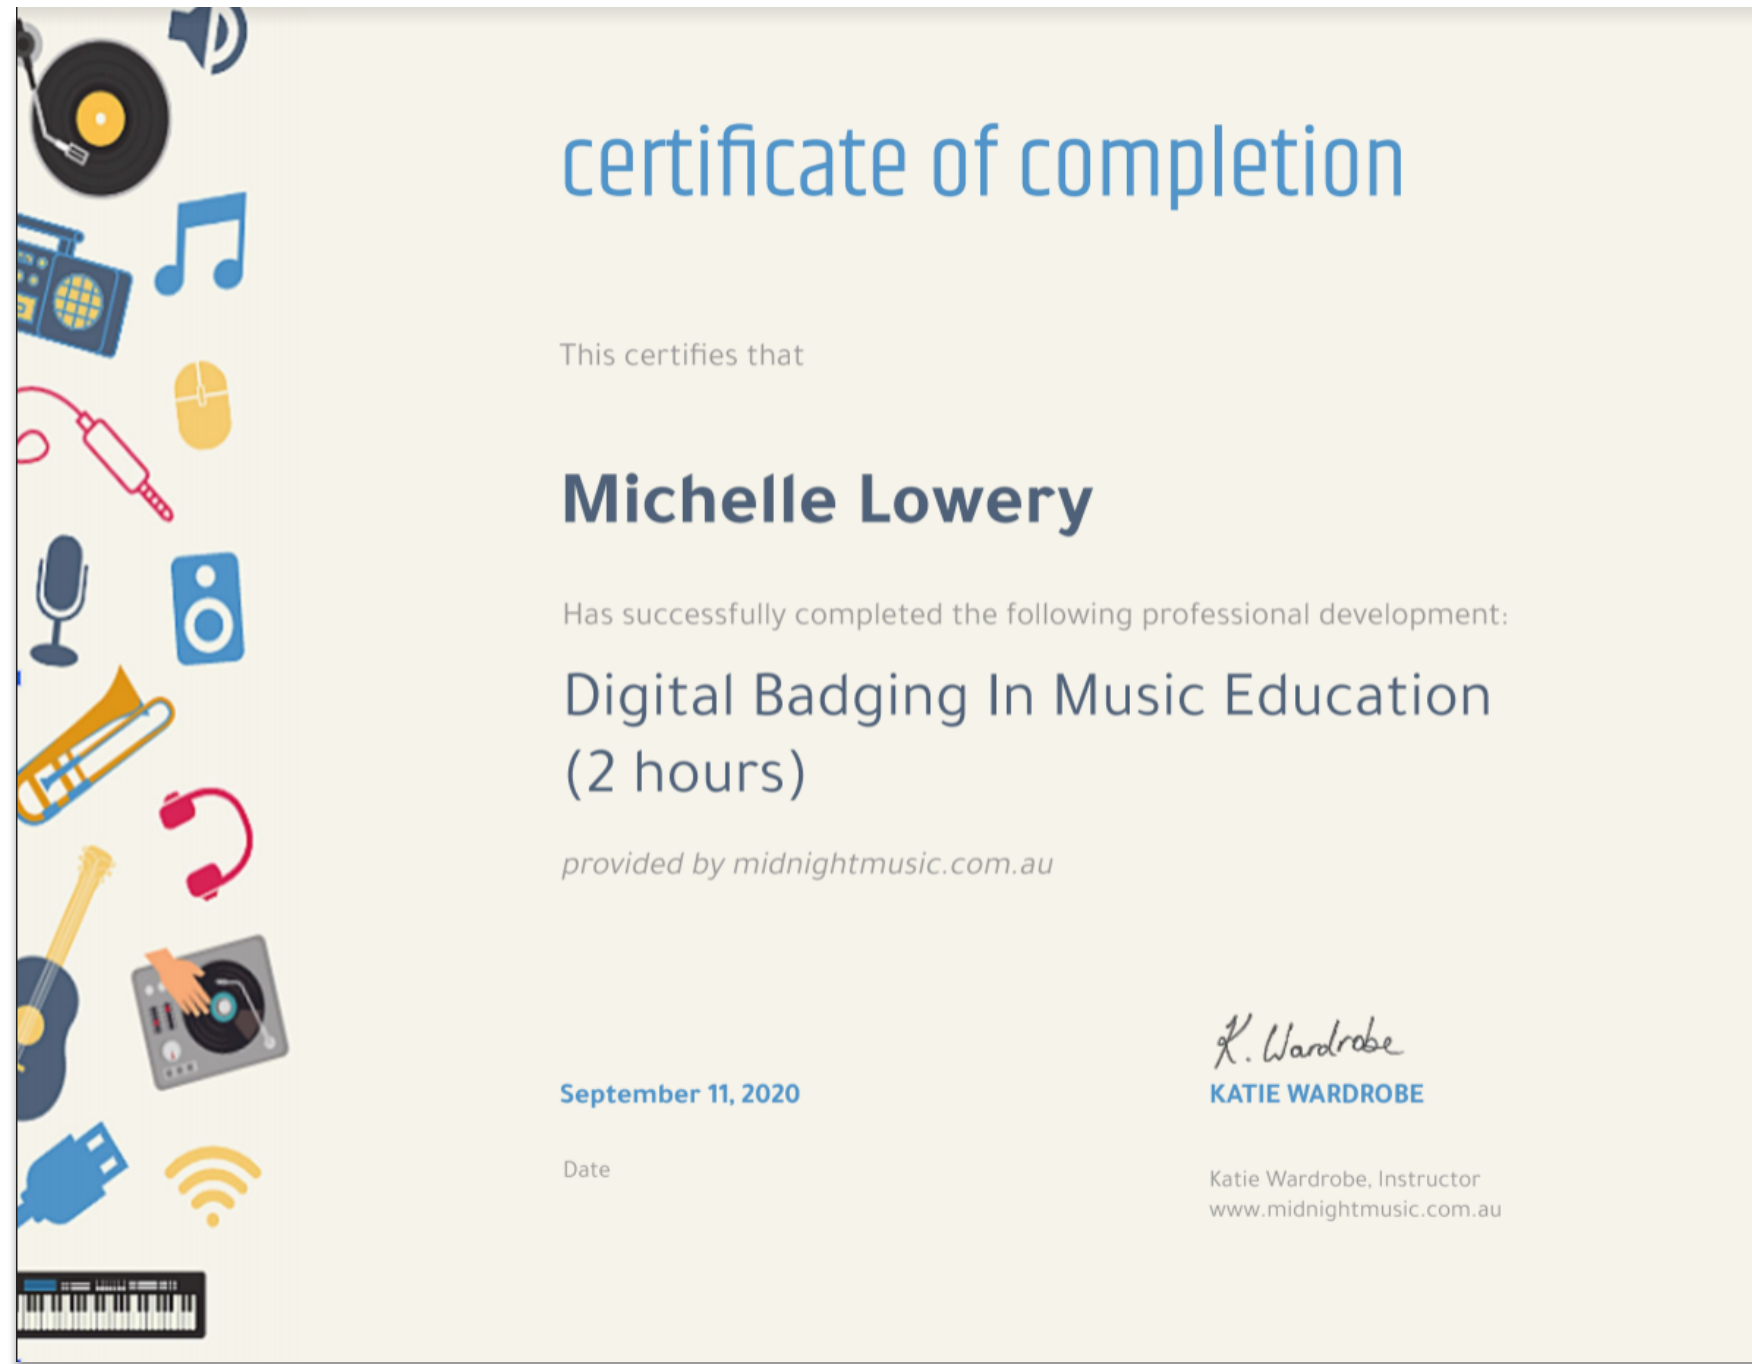 certificate of completion
This certifies that
Michelle Lowery
Has successfully completed the following professional development:
Digital Badging In Music Education
(2 hours)
provided by midnightmusic.com.au
K. Wardrobe
September 11, 2020
KATIE WARDROBE
Date
Katie Wardrobe, Instructor
www.midnightmusic.com.au